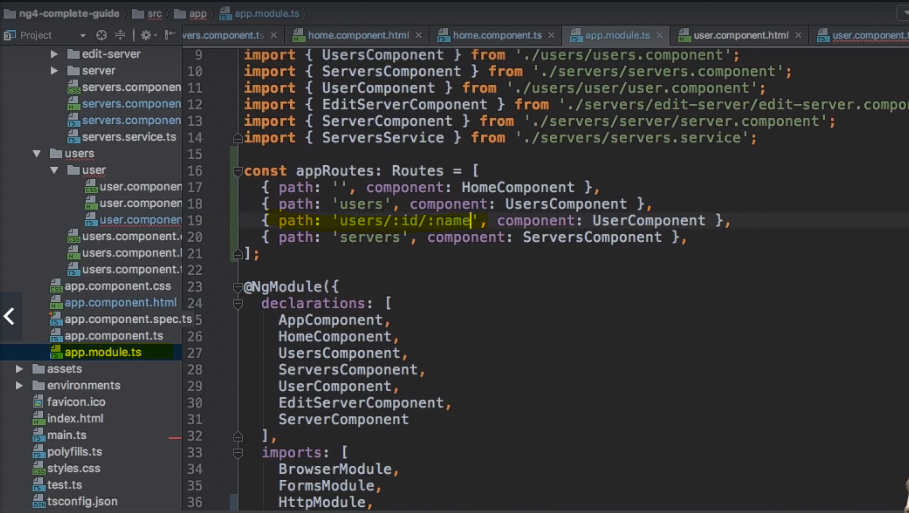 ng4-complete-guide src app app.module.ts
Project vers.component.ts home.component.html home.component.ts app.module.ts user.component.html user.component.ts
edit-server
server
servers.component
servers.component
servers.component
servers.service.ts
users
user
user.componen
user.componen
user.componen
users.component.
users.component.
users.component.t
app.component.css
app.component.html
app.component.spec.ts
app.component.ts
app.module.ts
assets
environments
favicon.ico
index.html
main.ts
polyfills.ts
styles.css
test.ts
tsconfig.json
9 import { UsersComponent } from './users/users.component';
10 import { ServersComponent } from './servers/servers.component';
11 import { UserComponent } from './users/user/user.component';
12 import { EditServerComponent } from './servers/edit-server/edit-server.compo
13 import { ServerComponent } from './servers/server/server.component';
14 import { ServersService } from './servers/servers.service';
15
16 const appRoutes: Routes = [
17 { path: '', component: HomeComponent },
18 { path: 'users', component: UsersComponent },
19 { path: 'users/:id/:name', component: UserComponent },
20 { path: 'servers', component: ServersComponent },
21 ];
22
23 @NgModule({
24 declarations: [
25 AppComponent,
26 HomeComponent,
27 UsersComponent,
28 ServersComponent,
29 UserComponent,
30 EditServerComponent,
31 ServerComponent
32 ],
33 imports: [
34 BrowserModule,
35 FormsModule,
36 HttpModule,